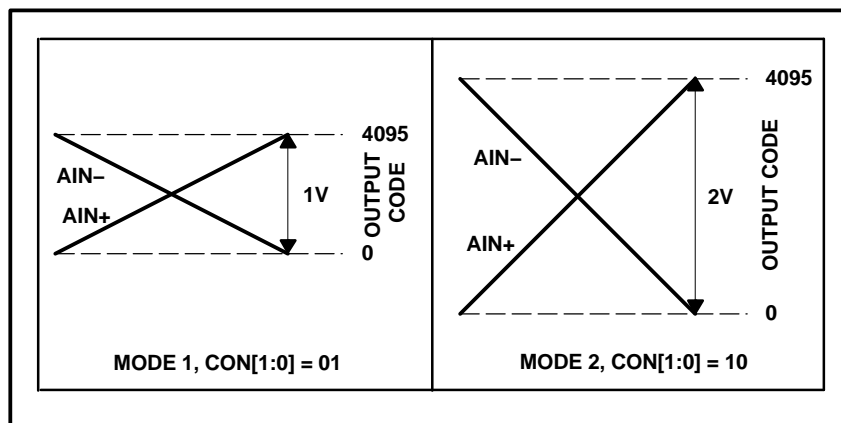 4095
AIN–
AIN+
1V
OUTPUT
CODE
0
MODE 1, CON[1:0] = 01
4095
AIN–
AIN+
2V
OUTPUT CODE
0
MODE 2, CON[1:0] = 10